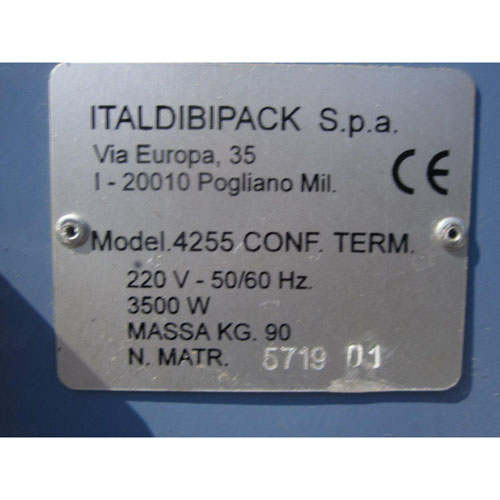 ITALDIBIPACK S.p.a.
Via Europa, 35
I - 20010 Pogliano Mil.
CE
Model.4255 CONF. TERM.
220 V - 50/60 Hz.
3500 W
MASSA KG. 90
N. MATR. 5719 01